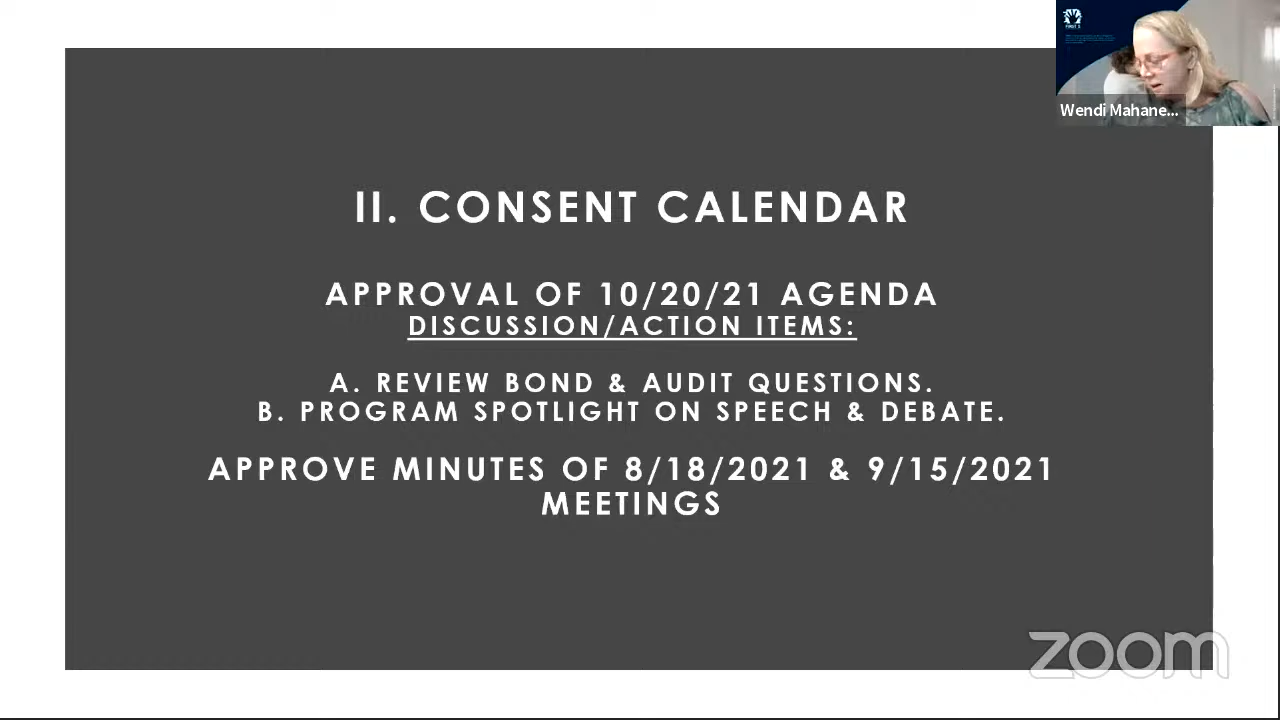 Wendi Mahane...
II. CONSENT CALENDAR
APPROVAL OF 10/20/21 AGENDA
DISCUSSION/ACTION ITEMS:
A. REVIEW BOND & AUDIT QUESTIONS.
B. PROGRAM SPOTLIGHT ON SPEECH & DEBATE.
APPROVE MINUTES OF 8/18/2021 & 9/15/2021
MEETINGS
zoom